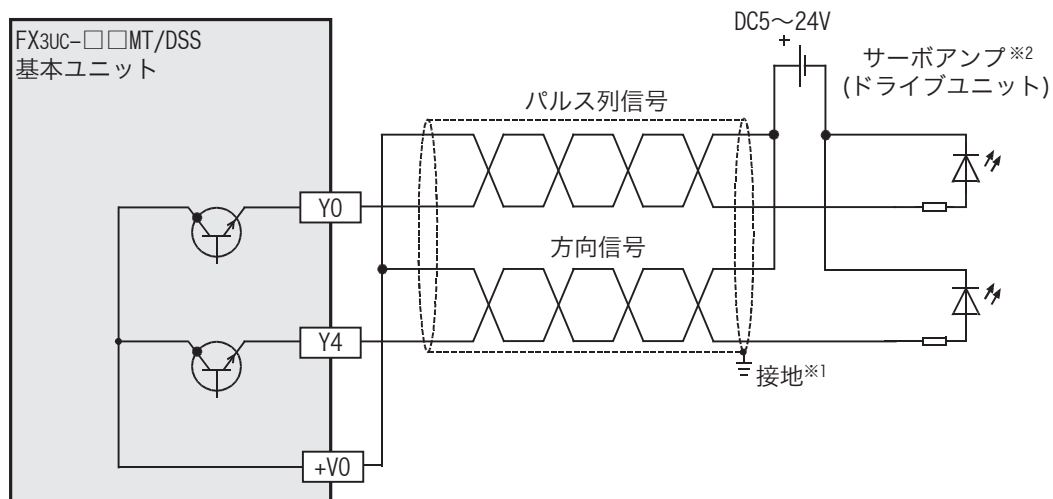 FX3UC-□□MT/DSS
基本ユニット
DC5～24V
+
サーボアンプ※2
(ドライブユニット)
パルス列信号
Y0
方向信号
Y4
接地※1
+V0